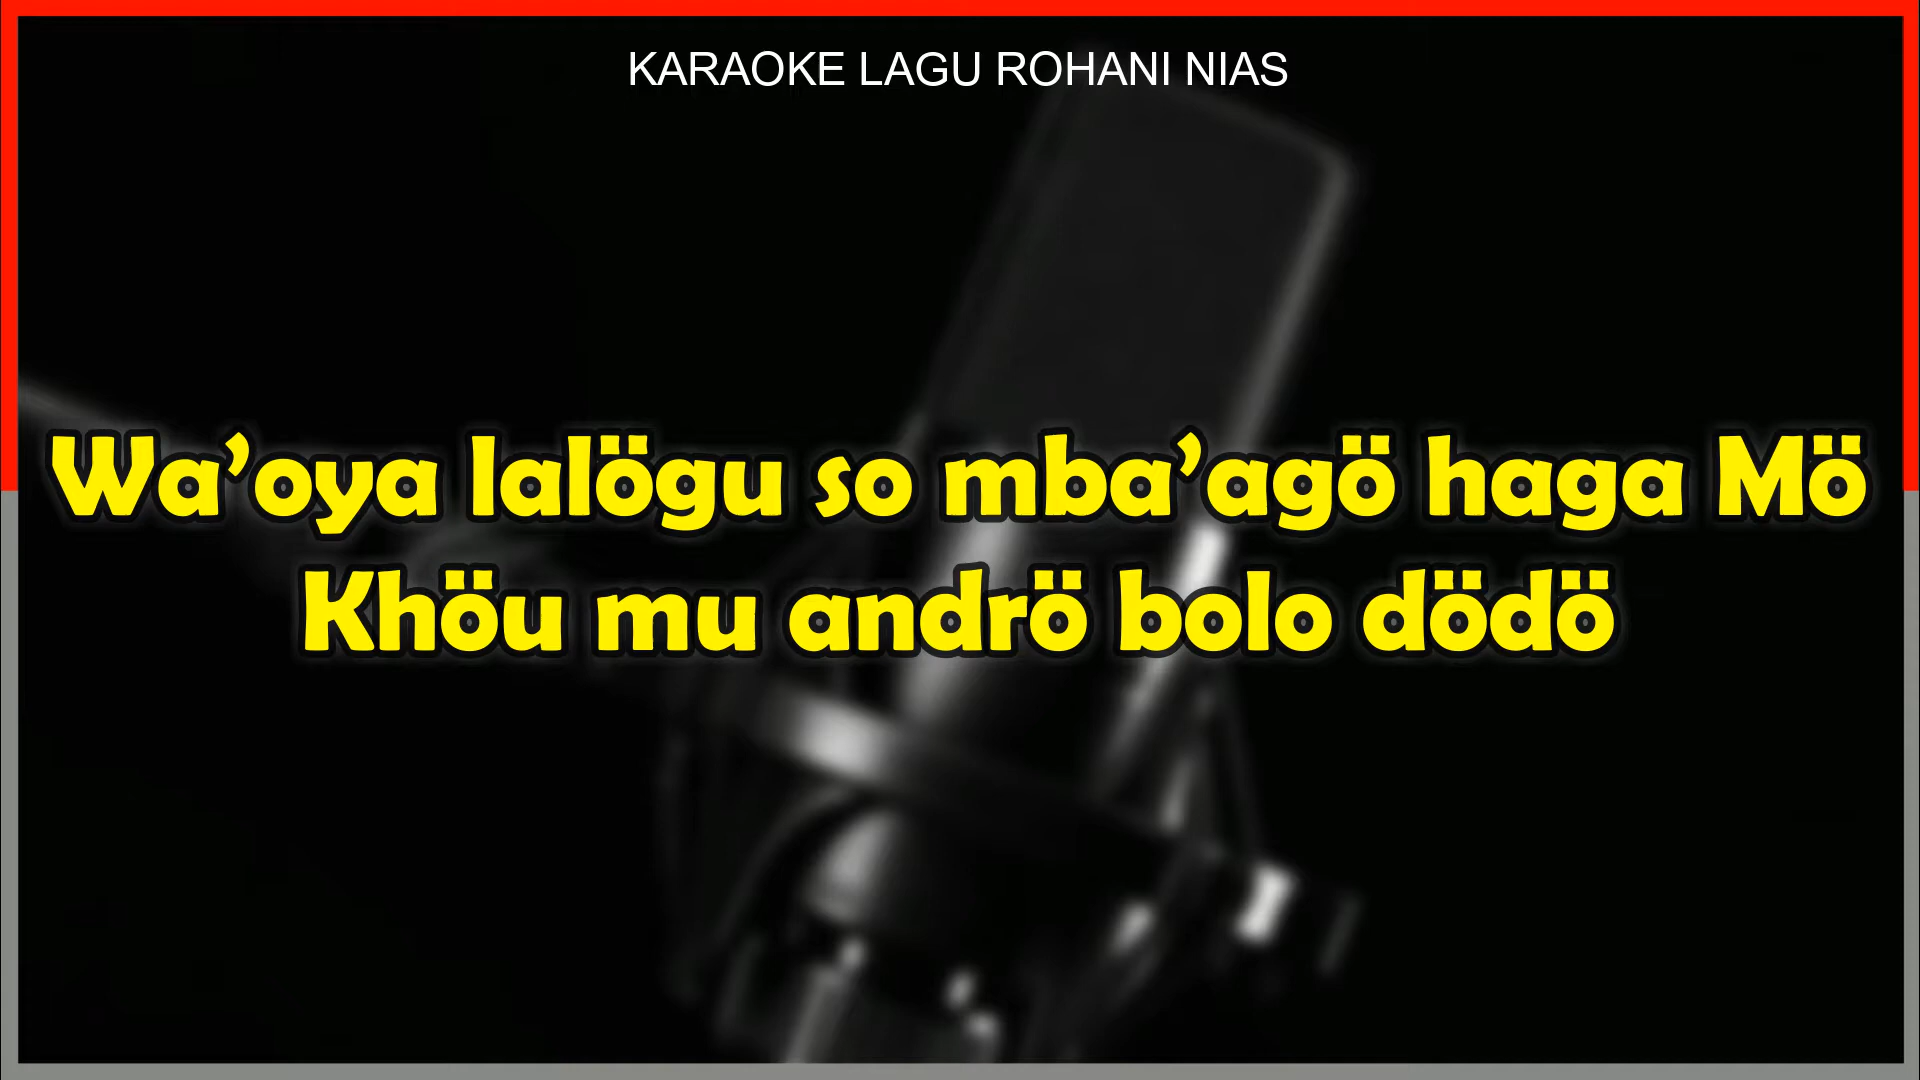 KARAOKE LAGU ROHANI NIAS
Wa’oya lalögu so mba’agö haga Mö
Khöu mu andrö bolo dödö